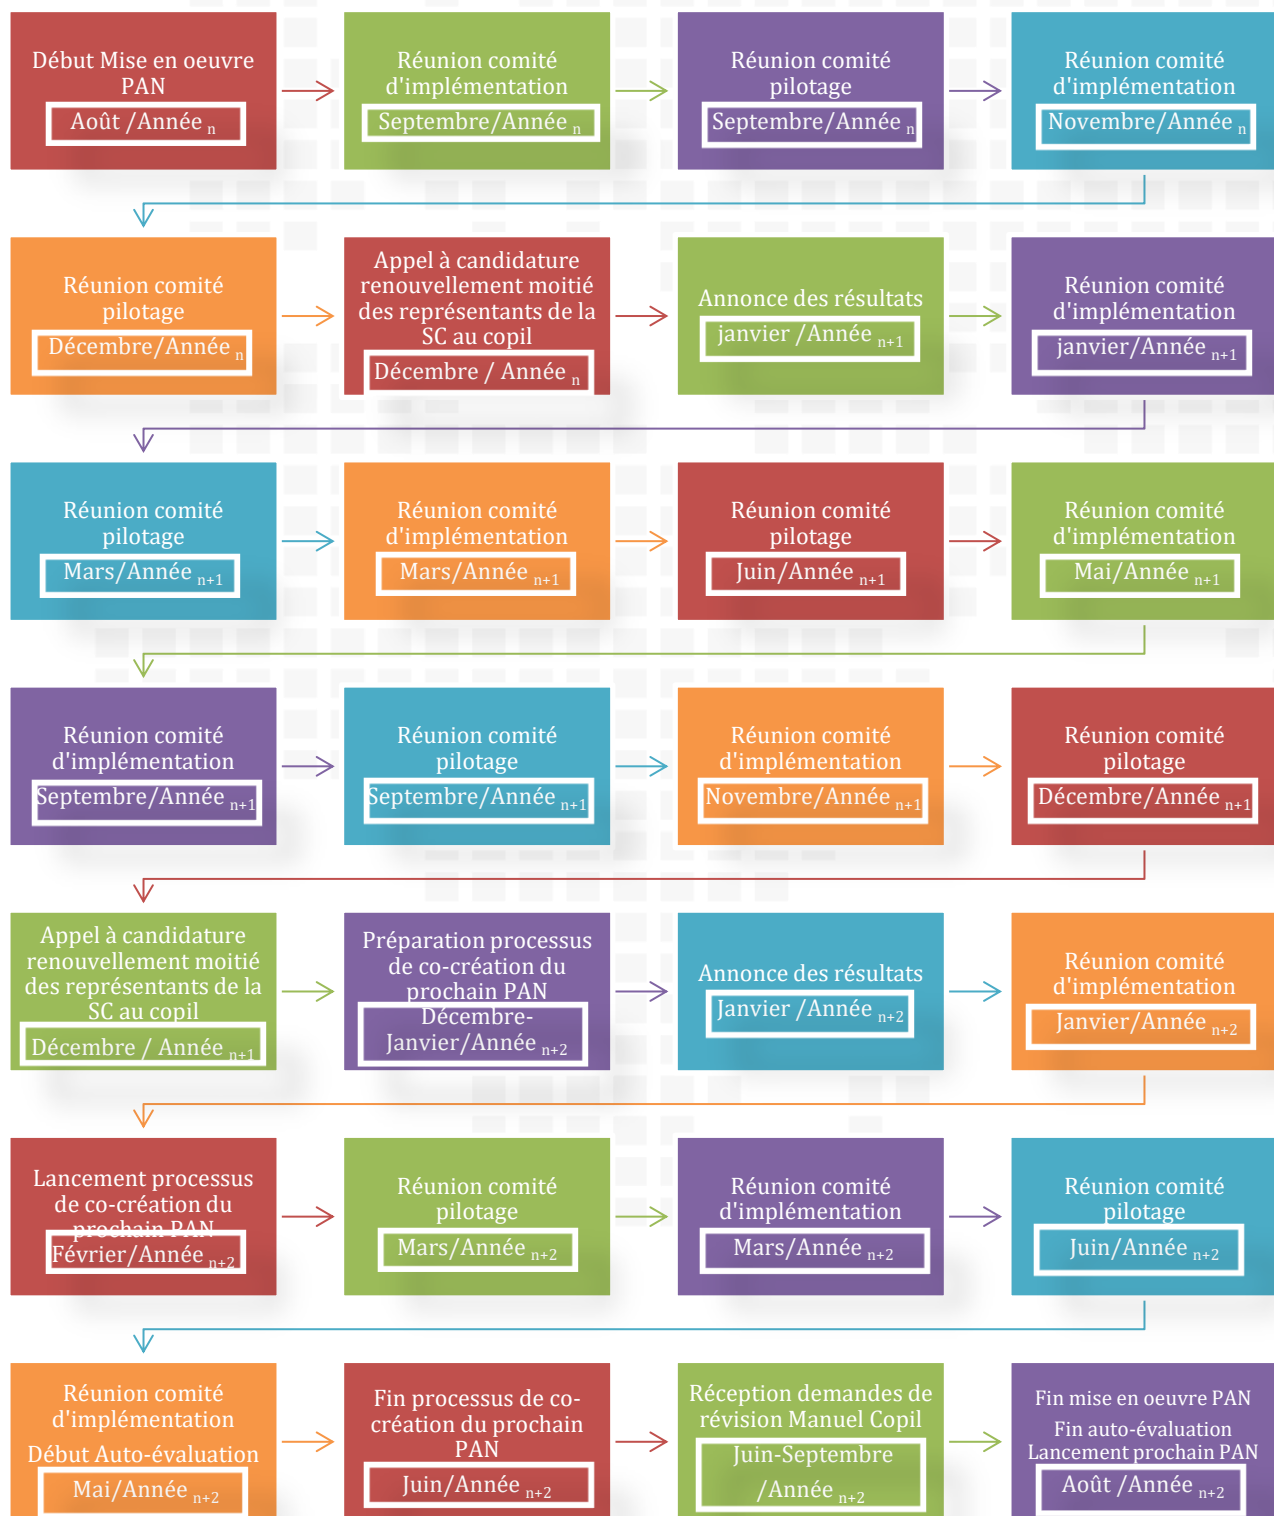 Début Mise en oeuvre
PAN
Août /Année n
Réunion comité
d'implémentation
Septembre/Année n
Réunion comité
pilotage
Septembre/Année n
Réunion comité
d'implémentation
Novembre/Année n
Réunion comité
pilotage
Décembre/Année n
Appel à candidature
renouvellement moitié
des représentants de la
SC au copil
Décembre / Année n
Annonce des résultats
janvier /Année n+1
Réunion comité
d'implémentation
janvier/Année n+1
Réunion comité
pilotage
Mars/Année n+1
Réunion comité
d'implémentation
Mars/Année n+1
Réunion comité
pilotage
Juin/Année n+1
Réunion comité
d'implémentation
Mai/Année n+1
Réunion comité
d'implémentation
Septembre/Année n+1
Réunion comité
pilotage
Septembre/Année n+1
Réunion comité
d'implémentation
Novembre/Année n+1
Réunion comité
pilotage
Décembre/Année n+1
Appel à candidature
renouvellement moitié
des représentants de la
SC au copil
Décembre / Année n+1
Préparation processus
de co-création du
prochain PAN
Décembre-
Janvier/Année n+2
Annonce des résultats
Janvier /Année n+2
Réunion comité
d'implémentation
Janvier/Année n+2
Lancement processus
de co-création du
prochain PAN
Février/Année n+2
Réunion comité
pilotage
Mars/Année n+2
Réunion comité
d'implémentation
Mars/Année n+2
Réunion comité
pilotage
Juin/Année n+2
Réunion comité
d'implémentation
Début Auto-évaluation
Mai/Année n+2
Fin processus de co-
création du prochain
PAN
Juin/Année n+2
Réception demandes de
révision Manuel Copil
Juin-Septembre
/Année n+2
Fin mise en oeuvre PAN
Fin auto-évaluation
Lancement prochain PAN
Août /Année n+2